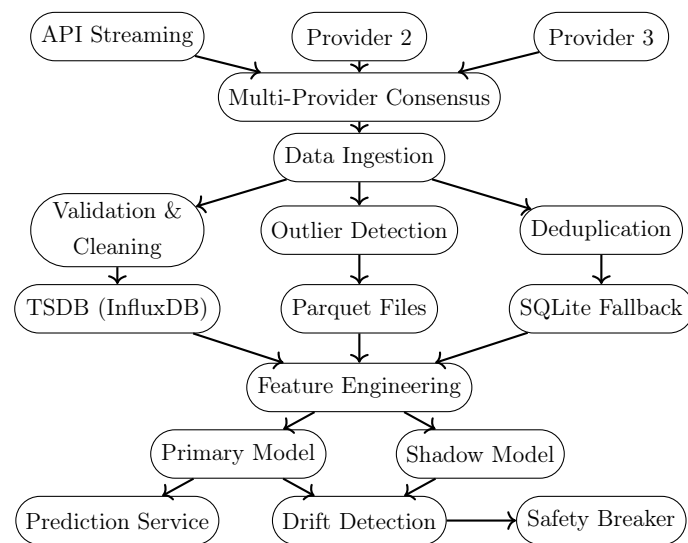 API Streaming
Provider 2
Provider 3
Multi-Provider Consensus
Data Ingestion
Validation &
Cleaning
Outlier Detection
Deduplication
TSDB (InfluxDB)
Parquet Files
SQLite Fallback
Feature Engineering
Primary Model
Shadow Model
Prediction Service
Drift Detection
Safety Breaker